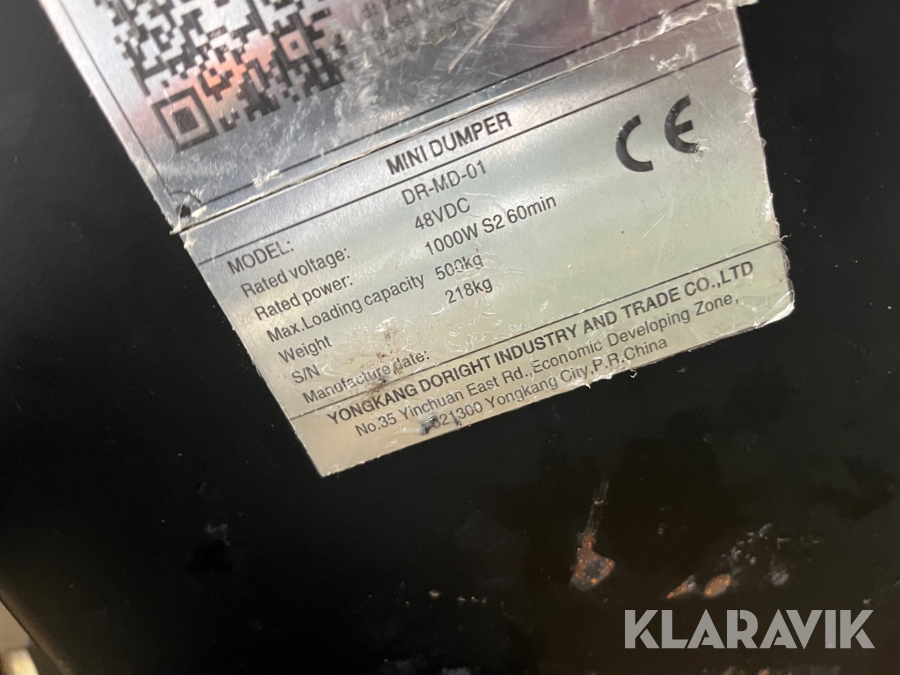 MINI DUMPER
CE
MODEL: DR-MD-01
Rated voltage: 48VDC
Rated power: 1000W S2 60min
Max.Loading capacity 500kg
Weight 218kg
S/N
Manofacture date:
YONGKANG DORIGHT INDUSTRY AND TRADE CO.,LTD
No.35 Yinchuan East Rd.,Economic Developing Zone,
321300 Yongkang City,P.R.China
KLARAVIK